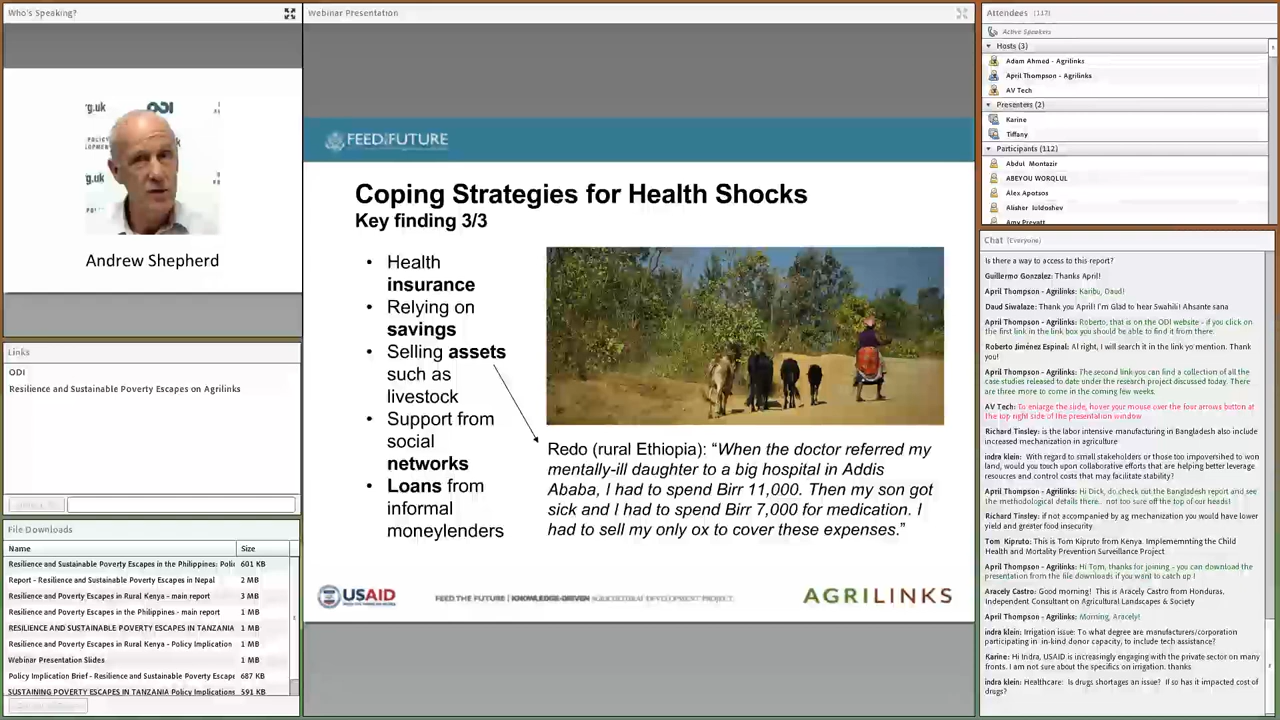 Who's Speaking?
rg.uk
ODI
rg.uk
Andrew Shepherd
Links
ODI
Resilience and Sustainable Poverty Escapes on Agrilinks
File Downloads
Name Size
Resilience and Sustainable Poverty Escapes in the Philippines: Polic 601 KB
Report - Resilience and Sustainable Poverty Escapes in Nepal 2 MB
Resilience and Poverty Escapes in Rural Kenya - main report 3 MB
Resilience and Poverty Escapes in the Philippines - main report 1 MB
RESILIENCE AND SUSTAINABLE POVERTY ESCAPES IN TANZANIA 1 MB
Resilience and Poverty Escapes in Rural Kenya - Policy Implication 1 MB
Webinar Presentation Slides 1 MB
Policy Implication Brief - Resilience and Sustainable Poverty Escape 687 KB
SUSTAINING POVERTY ESCAPES IN TANZANIA Policy Implications 591 KB
Webinar Presentation
FEED THE FUTURE
Coping Strategies for Health Shocks
Key finding 3/3
• Health
insurance
• Relying on
savings
• Selling assets
such as
livestock
• Support from
social
networks
• Loans from
informal
moneylenders
Redo (rural Ethiopia): “When the doctor referred my
mentally-ill daughter to a big hospital in Addis
Ababa, I had to spend Birr 11,000. Then my son got
sick and I had to spend Birr 7,000 for medication. I
had to sell my only ox to cover these expenses.”
USAID
FEED THE FUTURE | KNOWLEDGE-DRIVEN AGRICULTURAL DEVELOPMENT PROJECT
AGRILINKS
Attendees (117)
Active Speakers
Hosts (3)
Adam Ahmed - Agrilinks
April Thompson - Agrilinks
AV Tech
Presenters (2)
Karine
Tiffany
Participants (112)
Abdul Montazir
ABEYOU WORQLUL
Alex Apotsos
Alisher Iuldoshev
Amy Prevatt
Chat (Everyone)
Is there a way to access to this report?
Guillermo Gonzalez: Thanks April!
April Thompson - Agrilinks: Karibu, Daud!
Daud Siwalaze: Thank you April! I'm Glad to hear Swahili! Ahsante sana
April Thompson - Agrilinks: Roberto, that is on the ODI website - if you click on
the first link in the link box you should be able to find it from there.
Roberto Jiménez Espinal: Al right, I will search it in the link yo mention. Thank
you!
April Thompson - Agrilinks: The second link you can find a collection of all the
case studies released to date under the research project discussed today. There
are three more to come in the coming few weeks.
AV Tech: To enlarge the slide, hover your mouse over the four arrows button at
the top right side of the presentation window
Richard Tinsley: is the labor intensive manufacturing in Bangladesh also include
increased mechanization in agriculture
indra klein: With regard to small stakeholders or those too impoverished to won
land, would you touch upon collaborative efforts that are helping better leverage
resources and control costs that may facilitate stability?
April Thompson - Agrilinks: Hi Dick, do check out the Bangladesh report and see
the methodological details there... not too sure off the top of our heads!
Richard Tinsley: if not accompanied by ag mechanization you would have lower
yield and greater food insecurity
Tom Kipruto: This is Tom Kipruto from Kenya. Implememnting the Child
Health and Mortality Prevention Surveillance Project
April Thompson - Agrilinks: Hi Tom, thanks for joining - you can download the
presentation from the file downloads if you want to catch up !
Aracely Castro: Good morning! This is Aracely Castro from Honduras,
Independent Consultant on Agricultural Landscapes & Society
April Thompson - Agrilinks: Morning, Aracely!
indra klein: Irrigation issue: To what degree are manufacturers/corporation
participating in in-kind donor capacity, to include tech assistance?
Karine: Hi Indra, USAID is increasingly engaging with the private sector on many
fronts. I am not sure about the specifics on irrigation. thanks
indra klein: Healthcare: Is drugs shortages an issue? If so has it impacted cost of
drugs?